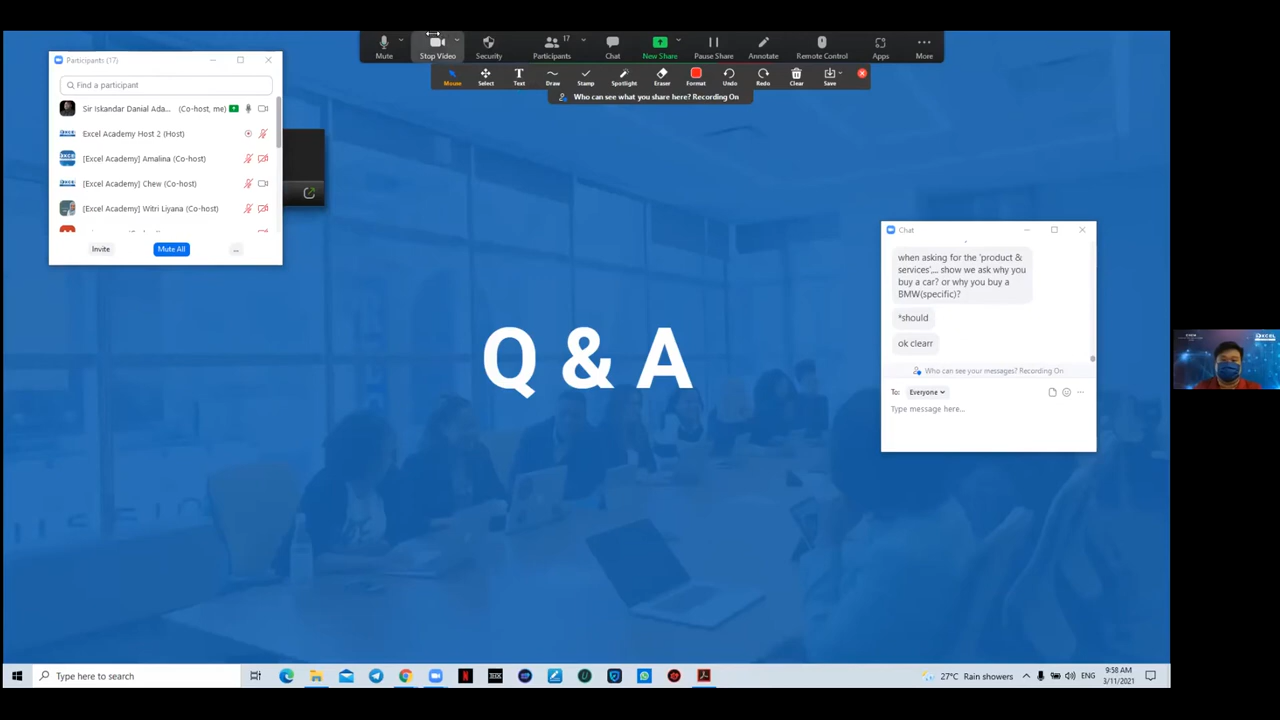 Mute
Stop Video
Security
17
Participants
Chat
New Share
Pause Share
Annotate
Remote Control
Apps
More
Mouse
Select
Text
Draw
Stamp
Spotlight
Eraser
Format
Undo
Redo
Clear
Save
Who can see what you share here? Recording On
Participants (17)
Find a participant
Sir Iskandar Danial Ada... (Co-host, me)
Excel Academy Host 2 (Host)
[Excel Academy] Amalina (Co-host)
[Excel Academy] Chew (Co-host)
[Excel Academy] Witri Liyana (Co-host)
Invite
Mute All
...
Chat
when asking for the 'product &
services',... show we ask why you
buy a car? or why you buy a
BMW(specific)?
*should
ok clearr
Who can see your messages? Recording On
To: Everyone
Type message here...
Q & A
Type here to search
27°C Rain showers
ENG
9:58 AM
3/11/2021